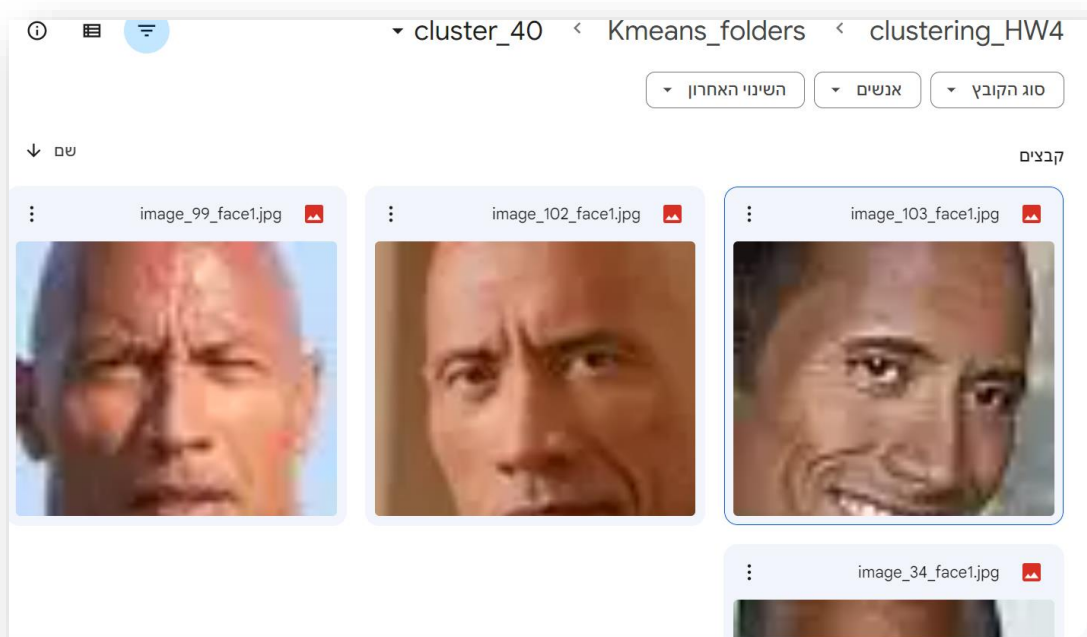 clustering_HW4 › Kmeans_folders › cluster_40
סוג הקובץ אנשים השינוי האחרון
קבצים שם
image_103_face1.jpg image_102_face1.jpg image_99_face1.jpg
image_34_face1.jpg